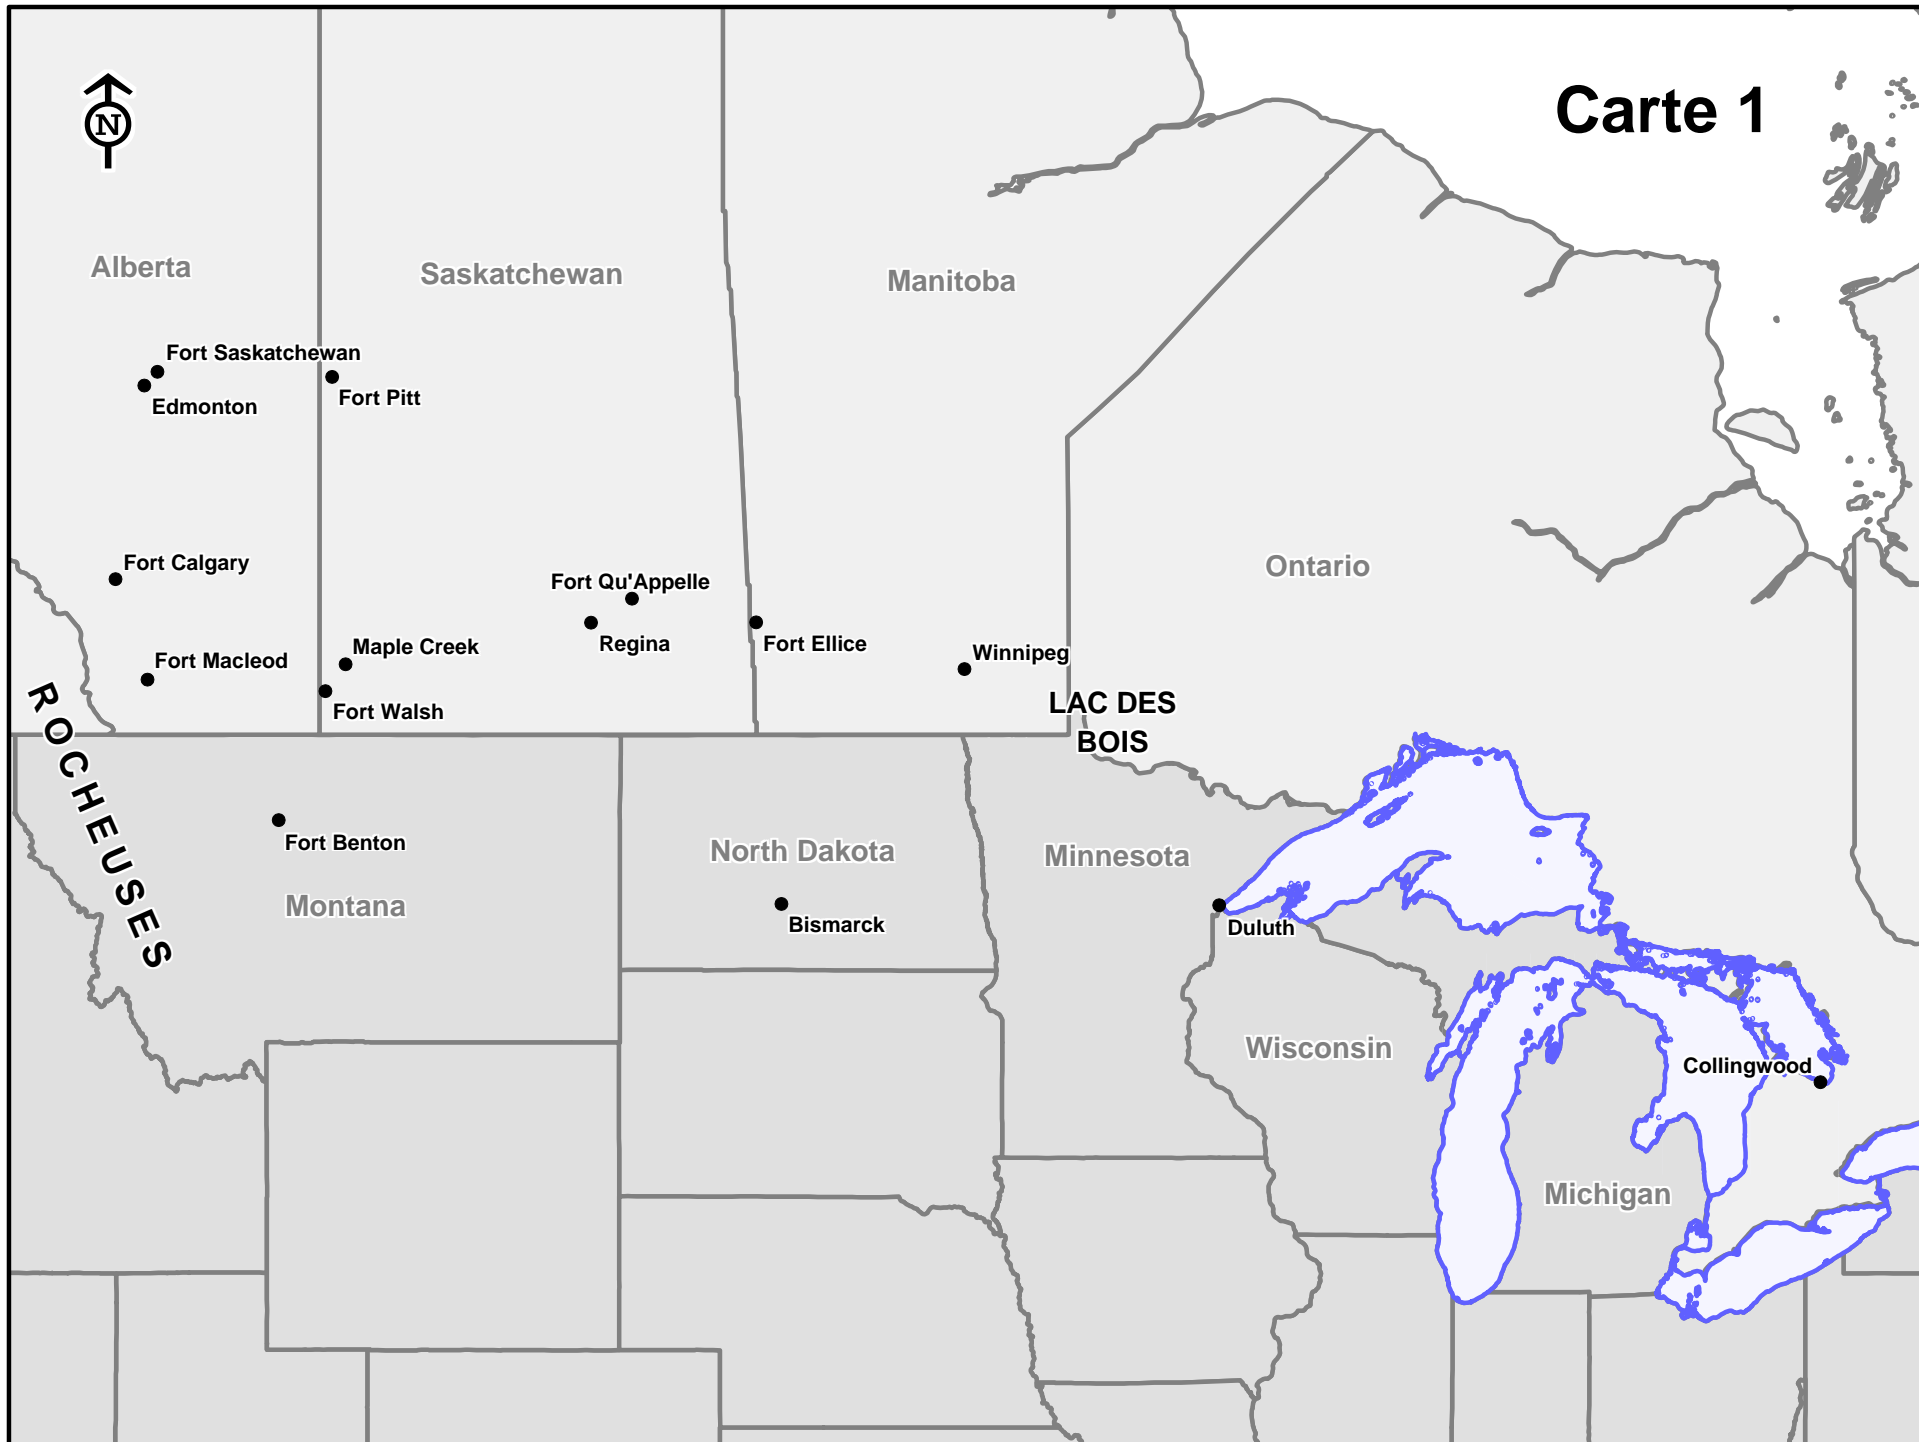 Carte 1
N
Alberta
Saskatchewan
Manitoba
Fort Saskatchewan
Edmonton
Fort Pitt
Fort Calgary
Ontario
Fort Qu'Appelle
Regina
Fort Ellice
Maple Creek
Fort Macleod
Winnipeg
Fort Walsh
LAC DES
BOIS
ROCHEUSES
Fort Benton
North Dakota
Minnesota
Montana
Bismarck
Duluth
Wisconsin
Collingwood
Michigan